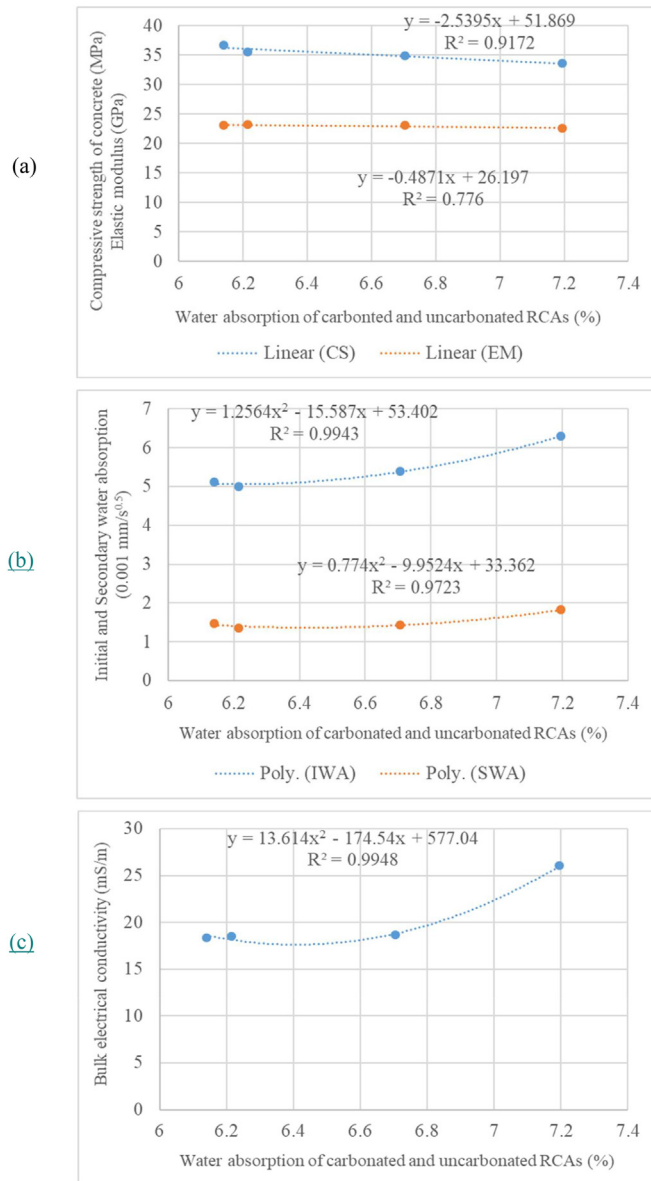 (a)
Compressive strength of concrete (MPa)
Elastic modulus (GPa)
40
35
30
25
20
15
10
5
0
y = -2.5395x + 51.869
R² = 0.9172
y = -0.4871x + 26.197
R² = 0.776
6 6.2 6.4 6.6 6.8 7 7.2 7.4
Water absorption of carbonted and uncarbonated RCAs (%)
Linear (CS) Linear (EM)
(b)
Initial and Secondary water absorption
(0.001 mm/s⁰·⁵)
7
6
5
4
3
2
1
0
y = 1.2564x² - 15.587x + 53.402
R² = 0.9943
y = 0.774x² - 9.9524x + 33.362
R² = 0.9723
6 6.2 6.4 6.6 6.8 7 7.2 7.4
Water absorption of carbonated and uncarbonated RCAs (%)
Poly. (IWA) Poly. (SWA)
(c)
Bulk electrical conductivity (mS/m)
30
25
20
15
10
5
0
y = 13.614x² - 174.54x + 577.04
R² = 0.9948
6 6.2 6.4 6.6 6.8 7 7.2 7.4
Water absorption of carbonated and uncarbonated RCAs (%)